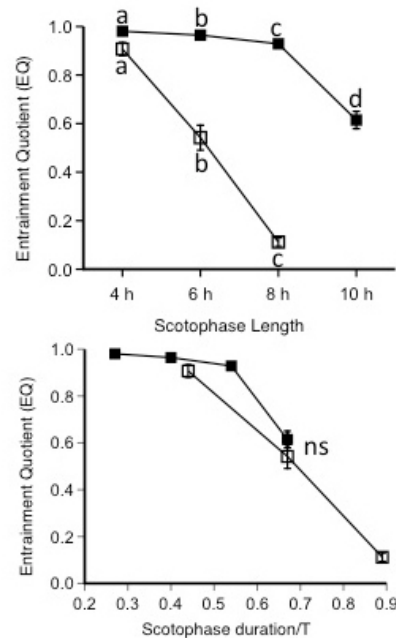 Entrainment Quotient (EQ)
1.0
0.8
0.6
0.4
0.2
0.0
a
b
c
d
a
b
c
4 h 6 h 8 h 10 h
Scotophase Length
Entrainment Quotient (EQ)
1.0
0.8
0.6
0.4
0.2
0.0
ns
0.2 0.3 0.4 0.5 0.6 0.7 0.8 0.9
Scotophase duration/T